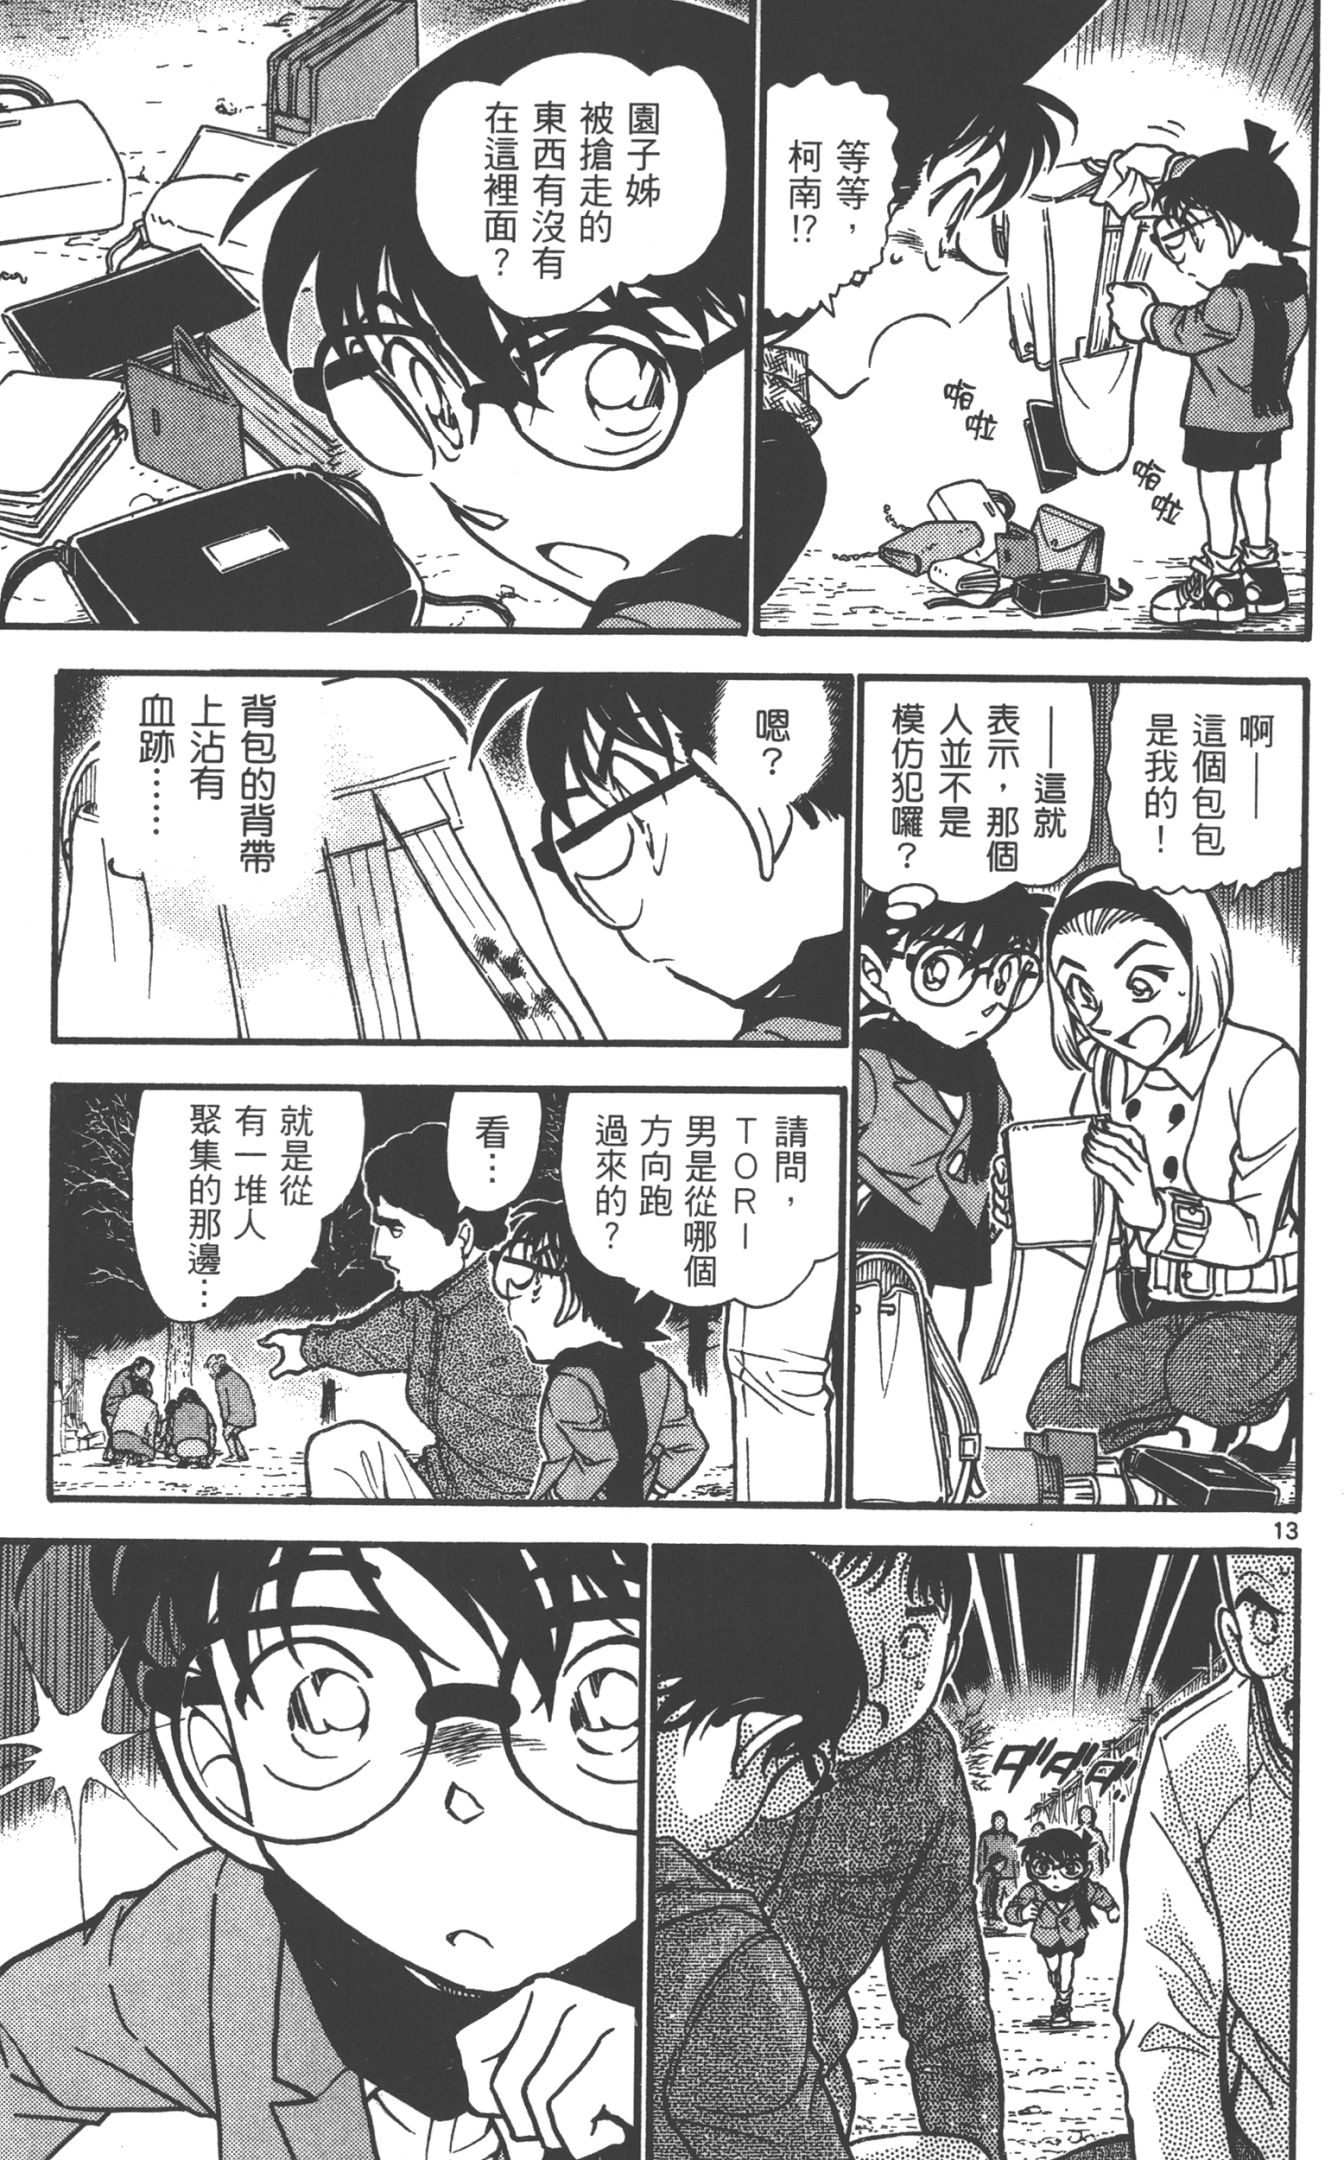 等等，
柯南!?
啪
啦
啪
啦
園子姊
被搶走的
東西有沒有
在這裡面？
啊——
這個包包
是我的！
——這就
表示，那個
人並不是
模仿犯囉？
嗯？
背包的背帶
上沾有
血跡……
請問，
TORI
男是從哪個
方向跑
過來的？
看…
就是從
有一堆人
聚集的那邊…
13
ダダダ